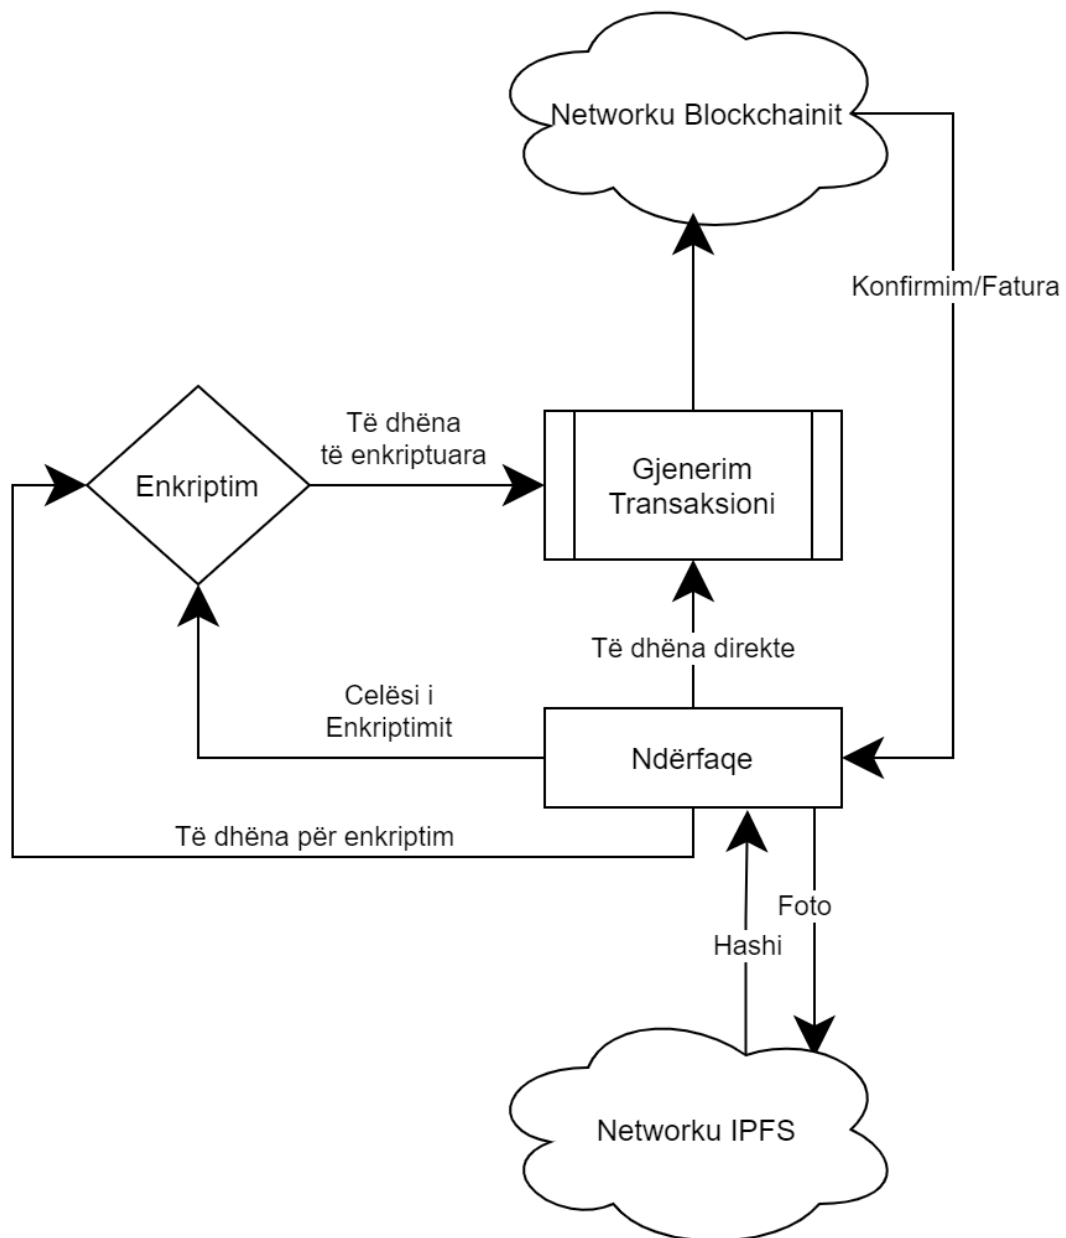 Networku Blockchainit
Konfirmim/Fatura
Të dhëna
të enkriptuara
Enkriptim
Gjenerim
Transaksioni
Të dhëna direkte
Celësi i
Enkriptimit
Ndërfaqe
Të dhëna për enkriptim
Foto
Hashi
Networku IPFS